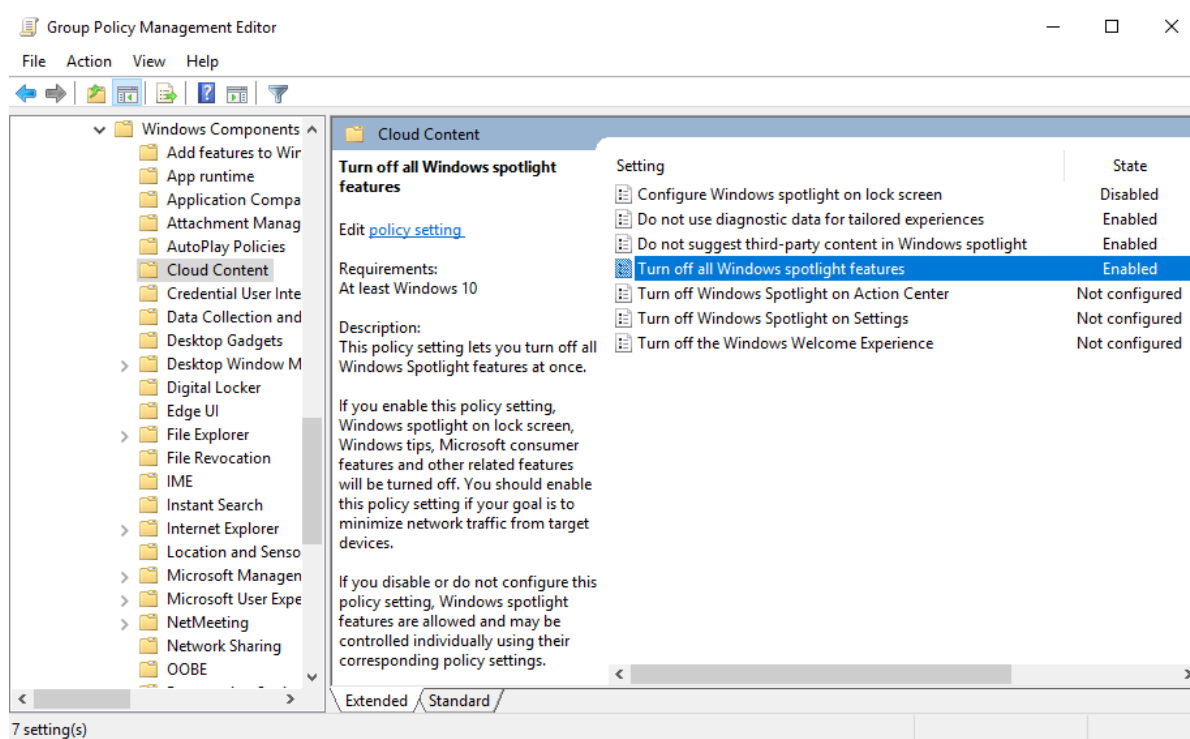 Group Policy Management Editor
File Action View Help
Windows Components
Add features to Wir
App runtime
Application Compa
Attachment Manag
AutoPlay Policies
Cloud Content
Credential User Inte
Data Collection and
Desktop Gadgets
Desktop Window M
Digital Locker
Edge UI
File Explorer
File Revocation
IME
Instant Search
Internet Explorer
Location and Senso
Microsoft Managen
Microsoft User Expe
NetMeeting
Network Sharing
OOBE
Cloud Content
Turn off all Windows spotlight
features
Edit policy setting
Requirements:
At least Windows 10
Description:
This policy setting lets you turn off all
Windows Spotlight features at once.
If you enable this policy setting,
Windows spotlight on lock screen,
Windows tips, Microsoft consumer
features and other related features
will be turned off. You should enable
this policy setting if your goal is to
minimize network traffic from target
devices.
If you disable or do not configure this
policy setting, Windows spotlight
features are allowed and may be
controlled individually using their
corresponding policy settings.
Setting State
Configure Windows spotlight on lock screen Disabled
Do not use diagnostic data for tailored experiences Enabled
Do not suggest third-party content in Windows spotlight Enabled
Turn off all Windows spotlight features Enabled
Turn off Windows Spotlight on Action Center Not configured
Turn off Windows Spotlight on Settings Not configured
Turn off the Windows Welcome Experience Not configured
Extended Standard
7 setting(s)